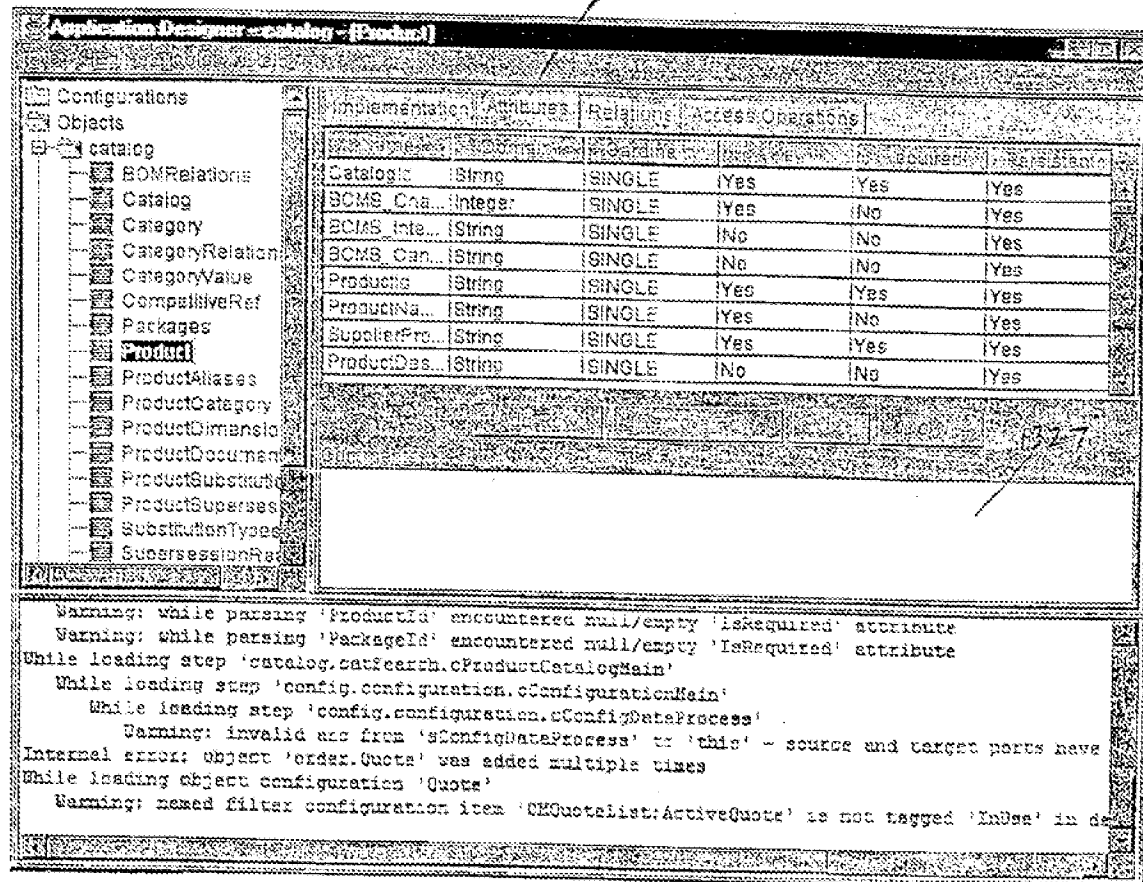 Application Designer - catalog - [Product]
Configurations
Objects
catalog
BOMRelations
Catalog
Category
CategoryRelation
CategoryValue
CompetitiveRef
Packages
Product
ProductAliases
ProductCategory
ProductDimensio
ProductDocument
ProductSubstitutio
ProductSuperses
SubstitutionTypes
SupersessionRe
Implementation Attributes Relations Access Operations
CatalogId String SINGLE Yes Yes Yes
BCMS_Cha... Integer SINGLE Yes No Yes
BCMS_Inte... String SINGLE No No Yes
BCMS_Can... String SINGLE No No Yes
ProductId String SINGLE Yes Yes Yes
ProductNa... String SINGLE Yes No Yes
SupplierPro... String SINGLE Yes Yes Yes
ProductDes... String SINGLE No No Yes
1327
Warning: while parsing 'ProductId' encountered null/empty 'IsRequired' attribute
Warning: while parsing 'PackageId' encountered null/empty 'IsRequired' attribute
While loading step 'catalog.catSearch.cProductCatalogMain'
While loading step 'config.configuration.cConfigurationMain'
While loading step 'config.configuration.cConfigDataProcess'
Warning: invalid arc from 'sConfigDataProcess' to 'this' - source and target ports have
Internal error: object 'order.Quote' was added multiple times
While loading object configuration 'Quote'
Warning: named filter configuration item 'CMQuotelist:ActiveQuote' is not tagged 'InUse' in de